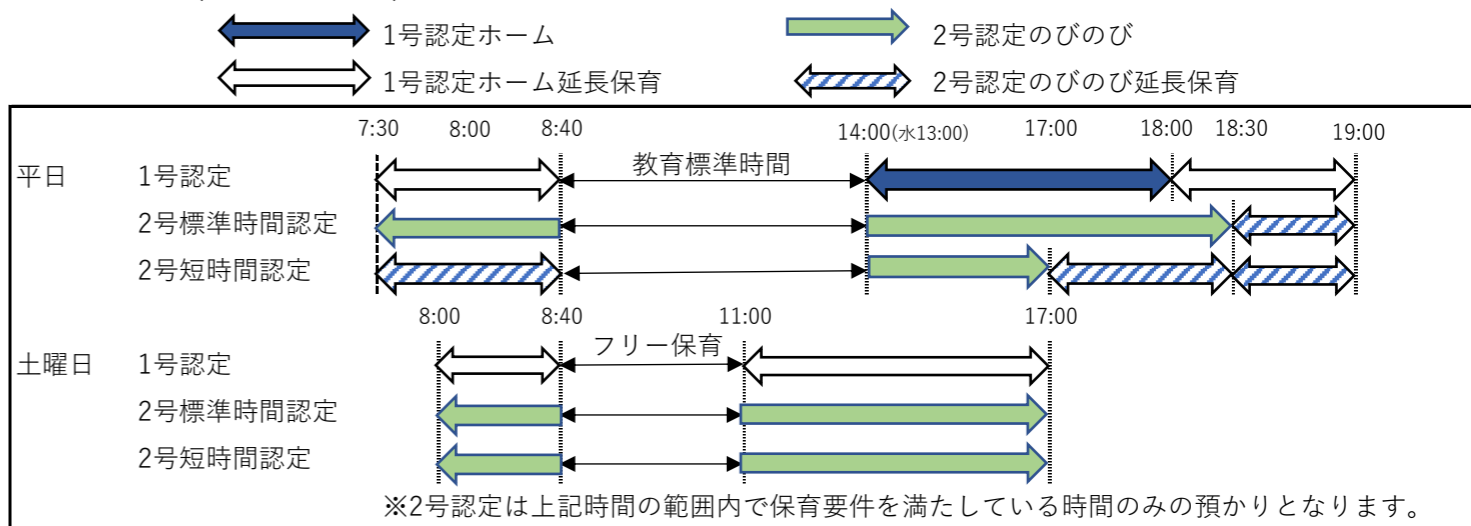 1号認定ホーム 2号認定のびのび
1号認定ホーム延長保育 2号認定のびのび延長保育
7:30 8:00 8:40 14:00(水13:00) 17:00 18:00 18:30 19:00
平日 1号認定 教育標準時間
2号標準時間認定
2号短時間認定
8:00 8:40 11:00 17:00
土曜日 1号認定 フリー保育
2号標準時間認定
2号短時間認定
※2号認定は上記時間の範囲内で保育要件を満たしている時間のみの預かりとなります。